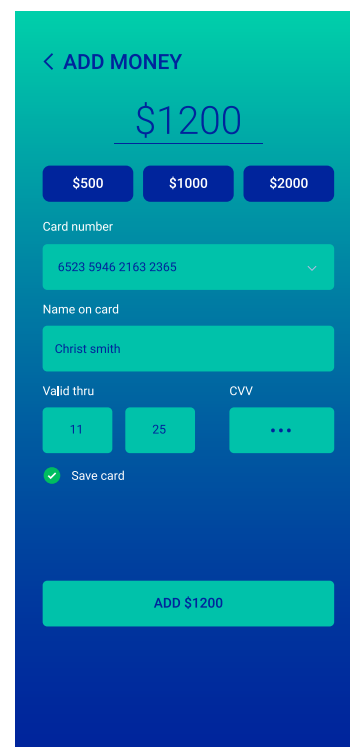 ADD MONEY
$1200
$500 $1000 $2000
Card number
6523 5946 2163 2365
Name on card
Christ smith
Valid thru CVV
11 25 •••
Save card
ADD $1200